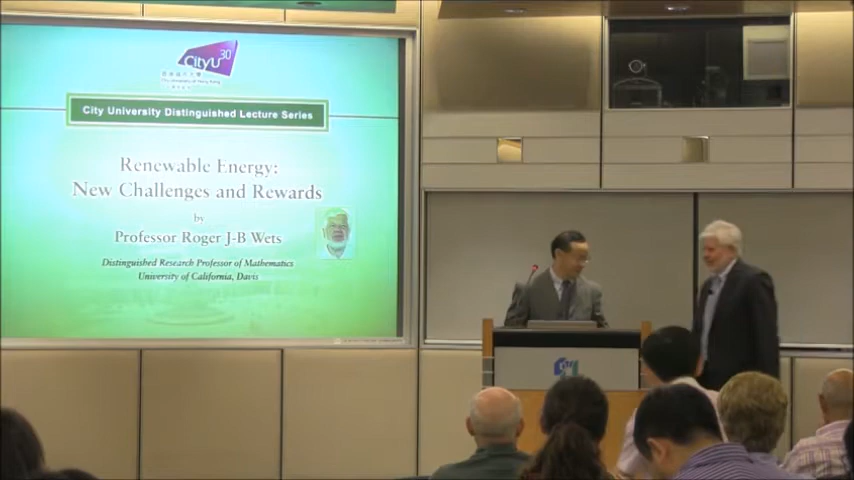 CityU 30
City University Distinguished Lecture Series
Renewable Energy:
New Challenges and Rewards
by
Professor Roger J-B Wets
Distinguished Research Professor of Mathematics
University of California, Davis